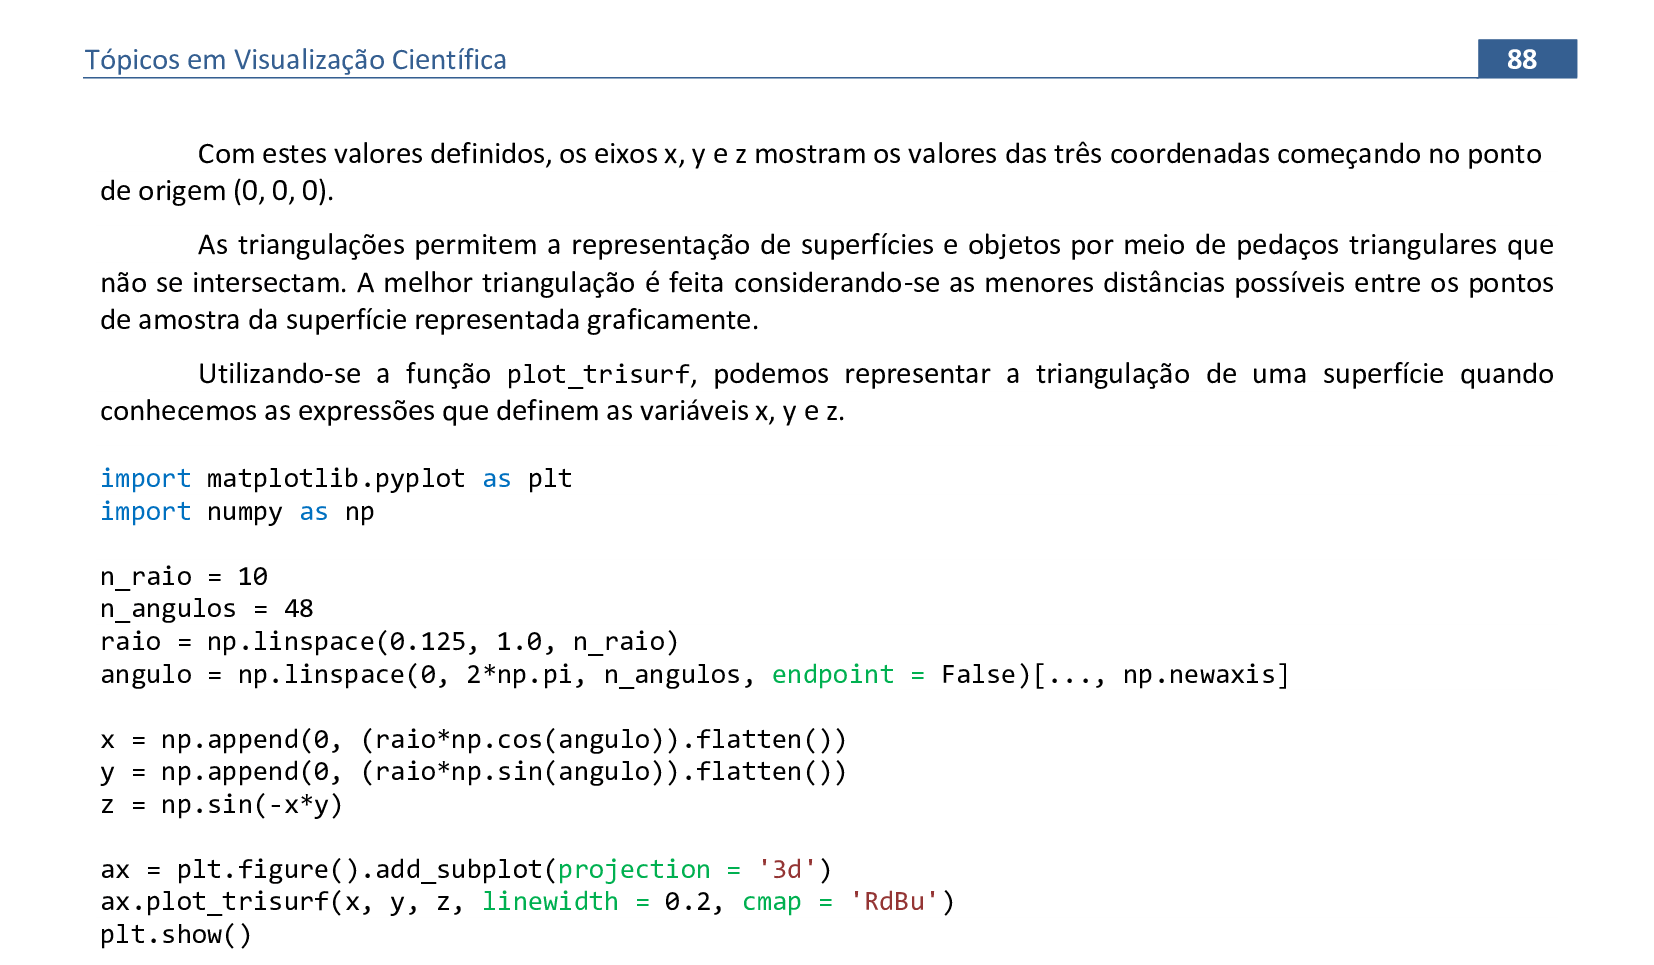 Tópicos em Visualização Científica
88
Com estes valores definidos, os eixos x, y e z mostram os valores das três coordenadas começando no ponto
de origem (0, 0, 0).
As triangulações permitem a representação de superfícies e objetos por meio de pedaços triangulares que
não se intersectam. A melhor triangulação é feita considerando-se as menores distâncias possíveis entre os pontos
de amostra da superfície representada graficamente.
Utilizando-se a função plot_trisurf, podemos representar a triangulação de uma superfície quando
conhecemos as expressões que definem as variáveis x, y e z.
import matplotlib.pyplot as plt
import numpy as np
n_raio = 10
n_angulos = 48
raio = np.linspace(0.125, 1.0, n_raio)
angulo = np.linspace(0, 2*np.pi, n_angulos, endpoint = False)[..., np.newaxis]
x = np.append(0, (raio*np.cos(angulo)).flatten())
y = np.append(0, (raio*np.sin(angulo)).flatten())
z = np.sin(-x*y)
ax = plt.figure().add_subplot(projection = '3d')
ax.plot_trisurf(x, y, z, linewidth = 0.2, cmap = 'RdBu')
plt.show()